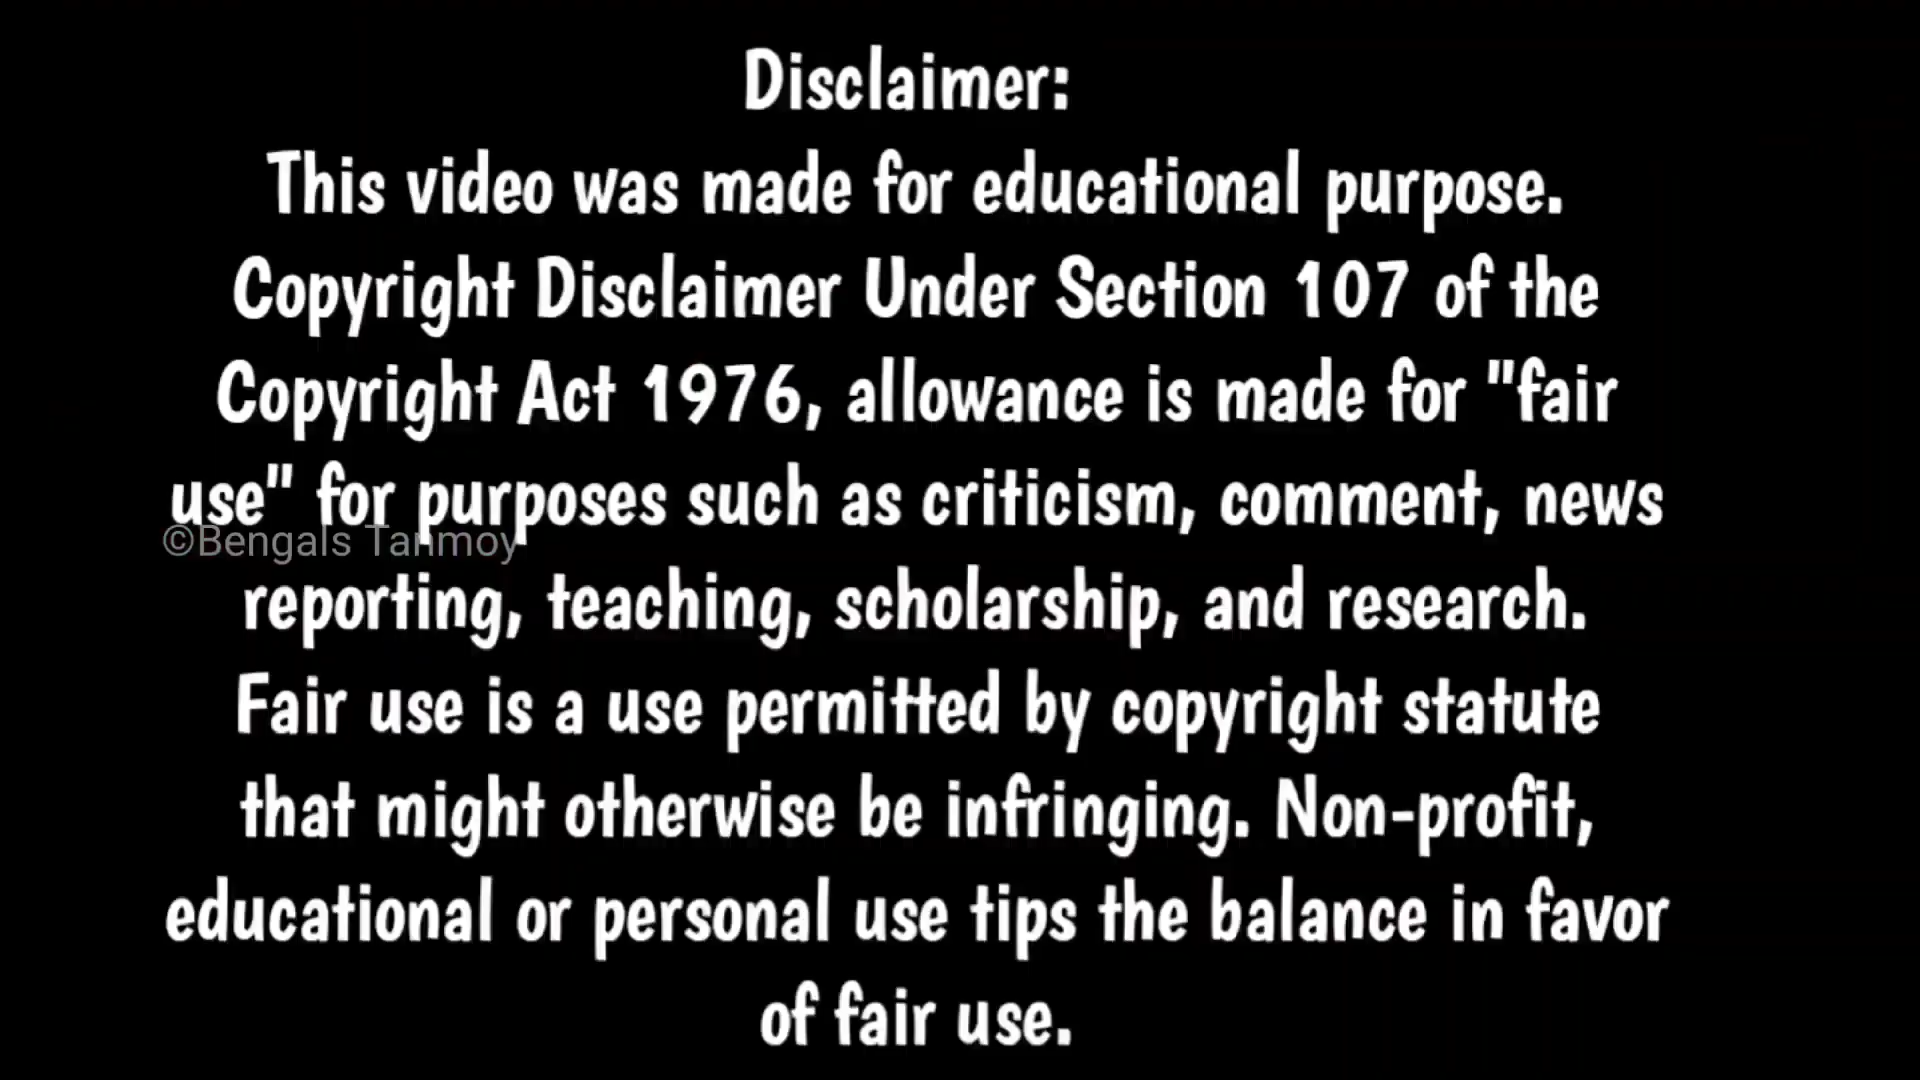 Disclaimer:
This video was made for educational purpose.
Copyright Disclaimer Under Section 107 of the
Copyright Act 1976, allowance is made for "fair
use" for purposes such as criticism, comment, news
©Bengals Tanmoy
reporting, teaching, scholarship, and research.
Fair use is a use permitted by copyright statute
that might otherwise be infringing. Non-profit,
educational or personal use tips the balance in favor
of fair use.